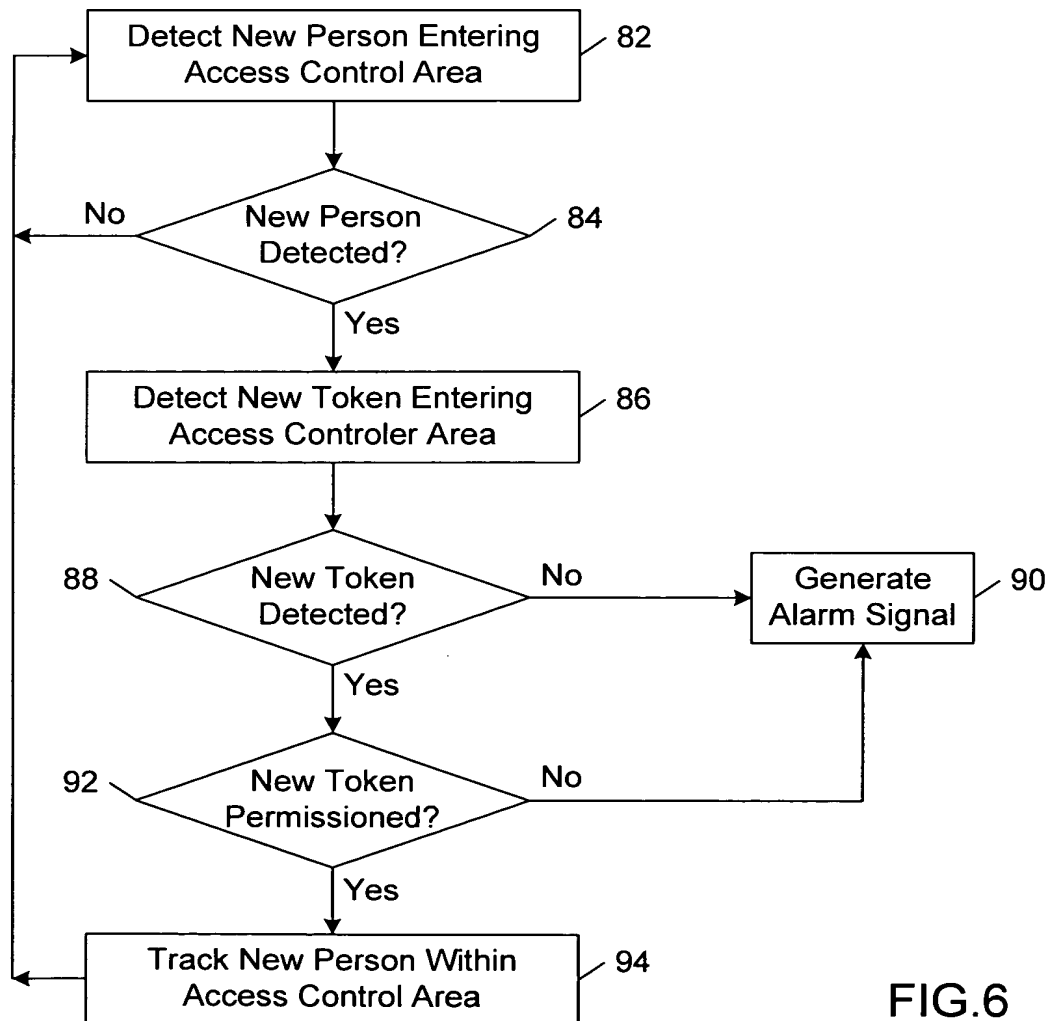 Detect New Person Entering
Access Control Area
82
New Person
Detected?
84
No
Yes
Detect New Token Entering
Access Controler Area
86
88
New Token
Detected?
No
Generate
Alarm Signal
90
Yes
92
New Token
Permissioned?
No
Yes
Track New Person Within
Access Control Area
94
FIG.6